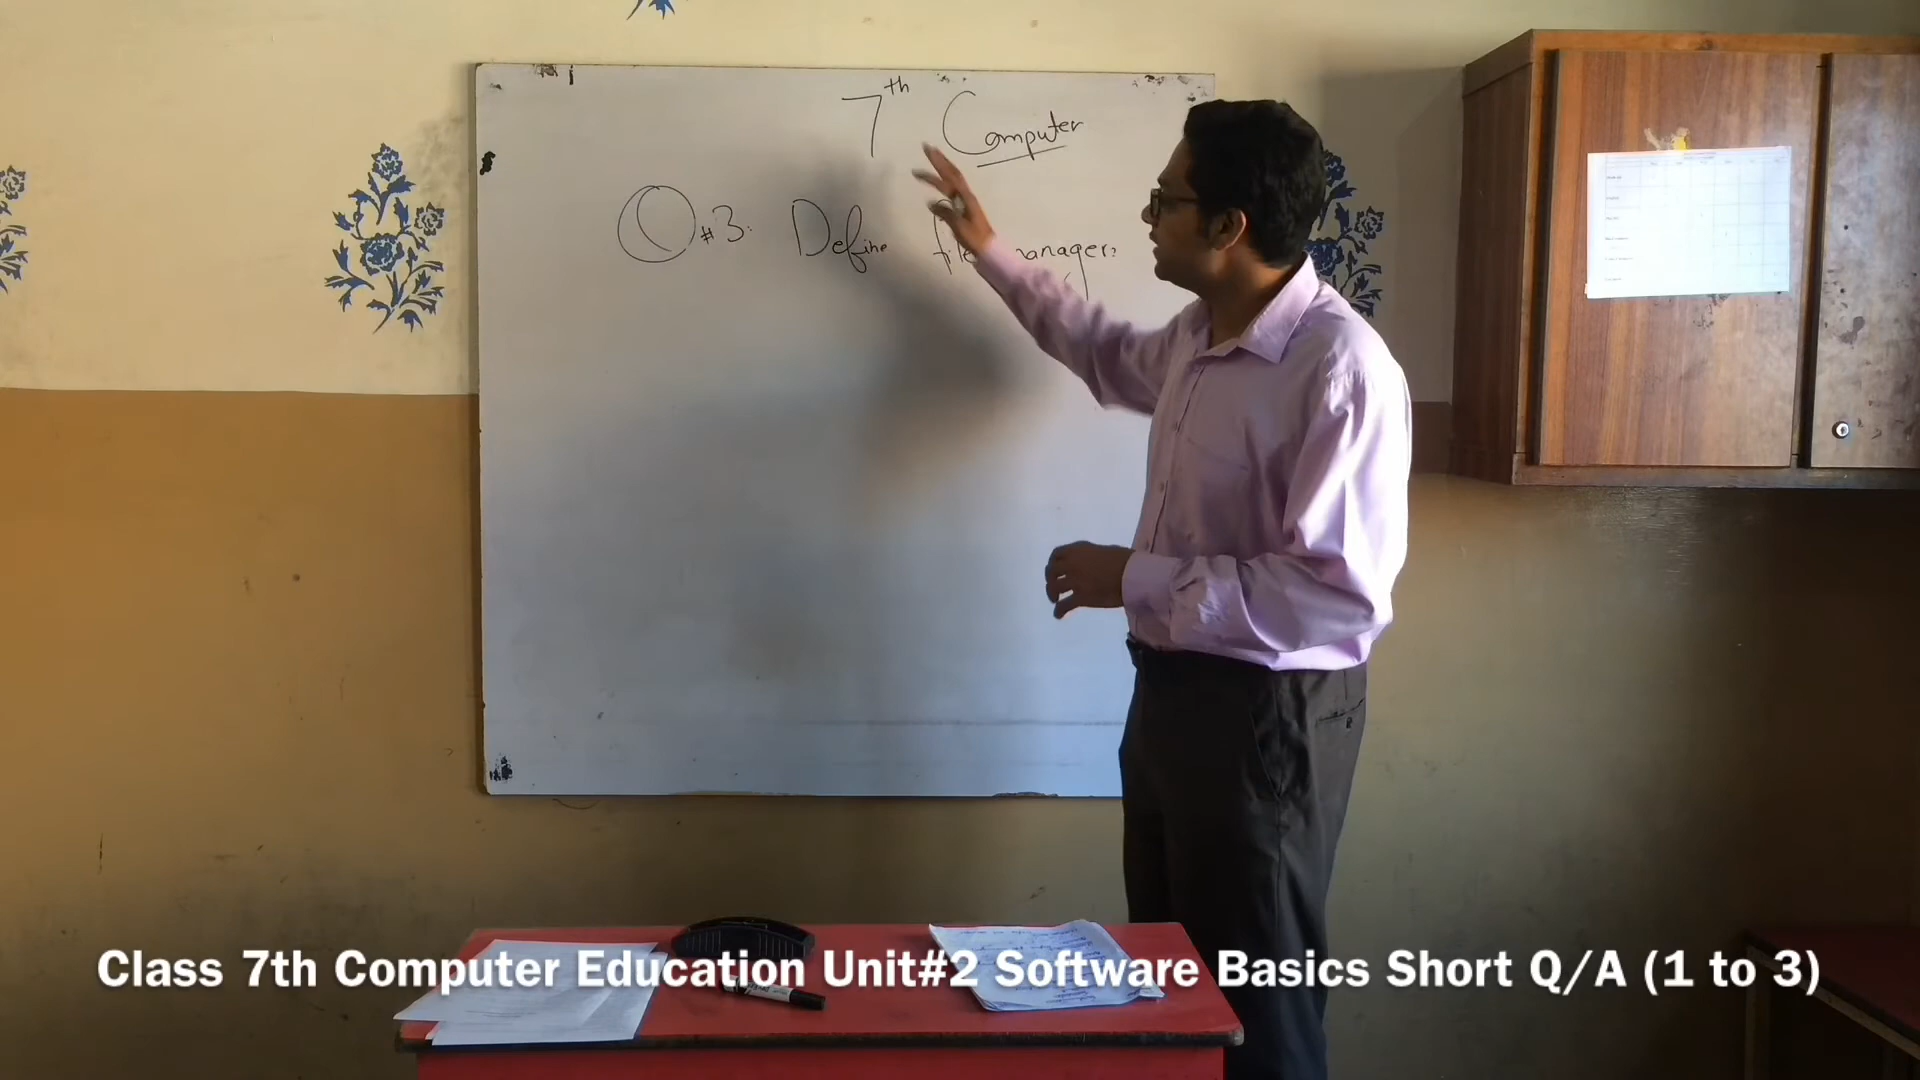 7th Computer
Q#3: Define file manager?
Class 7th Computer Education Unit#2 Software Basics Short Q/A (1 to 3)